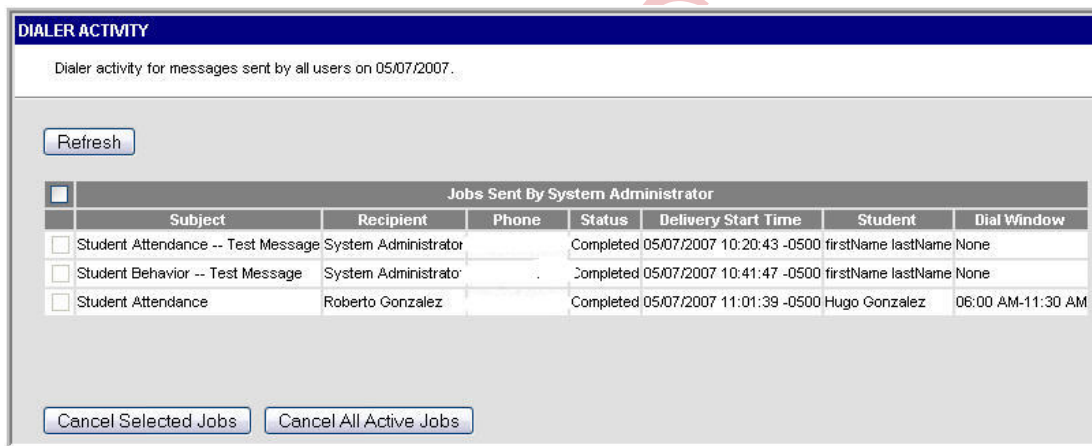 DIALER ACTIVITY
Dialer activity for messages sent by all users on 05/07/2007.
Refresh
Jobs Sent By System Administrator
Subject Recipient Phone Status Delivery Start Time Student Dial Window
Student Attendance -- Test Message System Administrator Completed 05/07/2007 10:20:43 -0500 firstName lastName None
Student Behavior -- Test Message System Administrator Completed 05/07/2007 10:41:47 -0500 firstName lastName None
Student Attendance Roberto Gonzalez Completed 05/07/2007 11:01:39 -0500 Hugo Gonzalez 06:00 AM-11:30 AM
Cancel Selected Jobs Cancel All Active Jobs